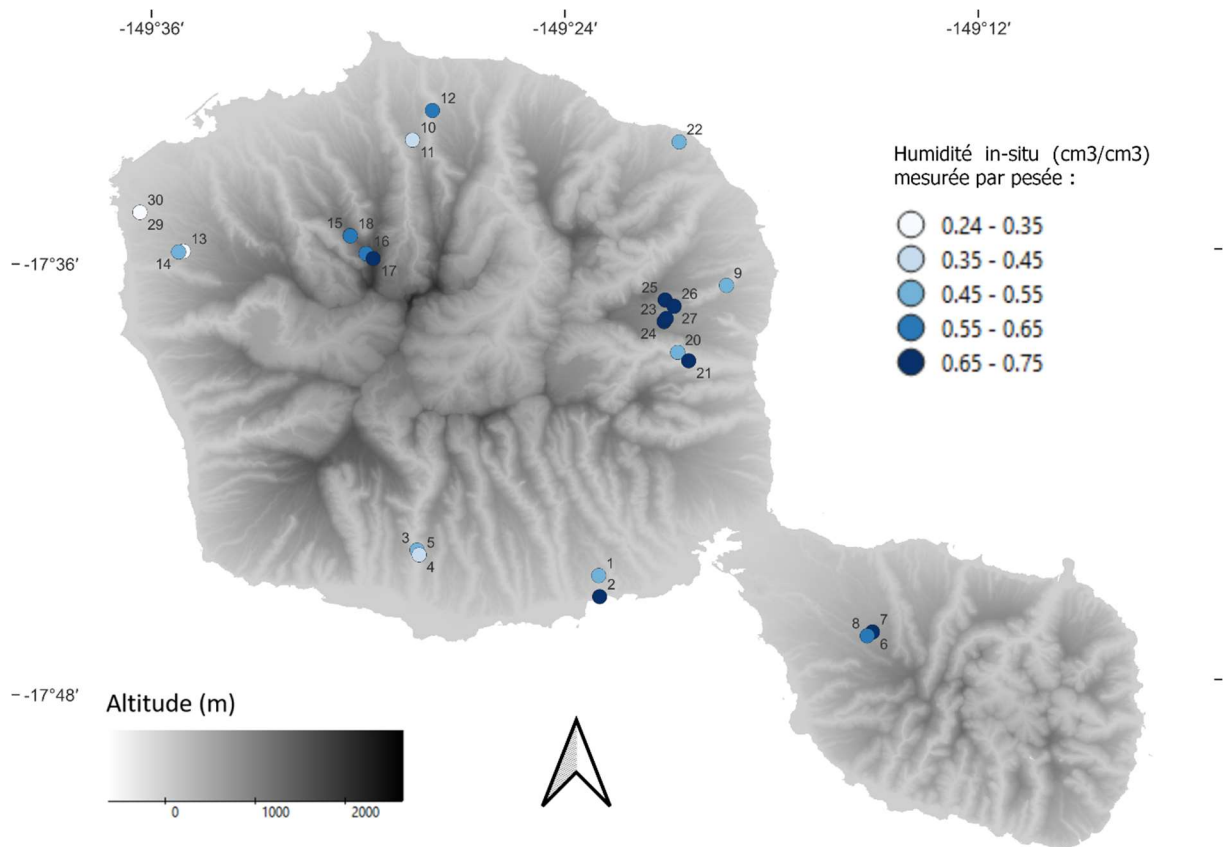 -149°36′ -149°24′ -149°12′
12
10
11
22
Humidité in-situ (cm3/cm3)
mesurée par pesée :
0.24 - 0.35
0.35 - 0.45
0.45 - 0.55
0.55 - 0.65
0.65 - 0.75
30
29
13
14
15 18
16
17
-17°36′
9
25 26
23 27
24
20
21
3 5
4
1
2
8 7
6
-17°48′
Altitude (m)
0 1000 2000